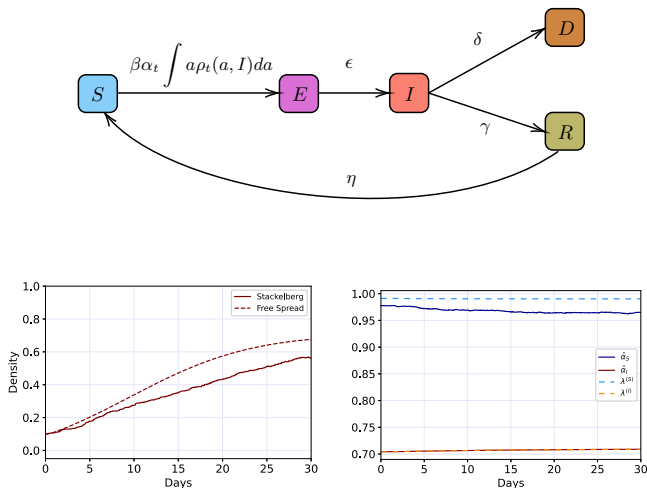 δ
D
βα_t ∫ aρ_t(a, I)da
ϵ
S
E
I
γ
R
η
1.0
0.8
0.6
0.4
0.2
0.0
Density
Stackelberg
Free Spread
0 5 10 15 20 25 30
Days
1.00
0.95
0.90
0.85
0.80
0.75
0.70
α̂_S
α̂_I
λ^(S)
λ^(I)
0 5 10 15 20 25 30
Days